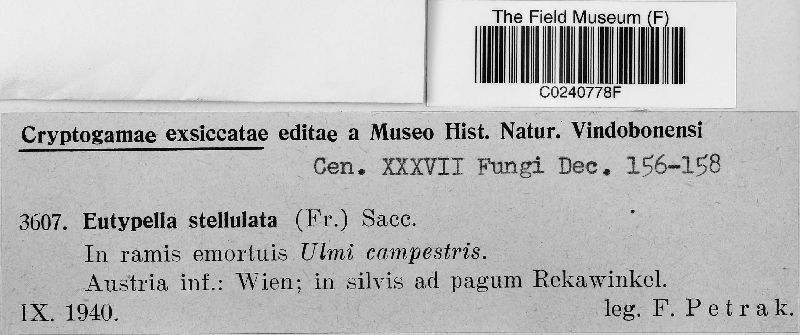 The Field Museum (F)
C0240778F
Cryptogamae exsiccatae editae a Museo Hist. Natur. Vindobonensi
Cen. XXXVII Fungi Dec. 156-158
3607. Eutypella stellulata (Fr.) Sacc.
In ramis emortuis Ulmi campestris.
Austria inf.: Wien; in silvis ad pagum Rekawinkel.
IX. 1940. leg. F. Petrak.